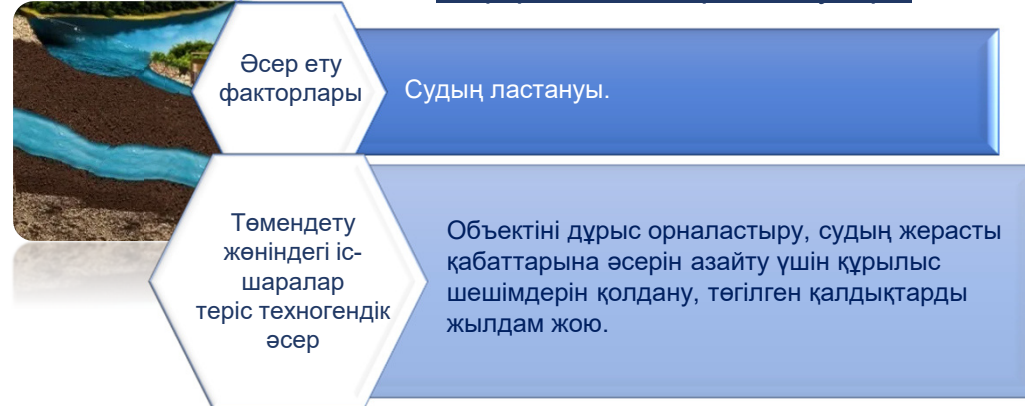 Әсер ету
факторлары
Судың ластануы.
Төмендету
жөніндегі іс-
шаралар
теріс техногендік
әсер
Объектіні дұрыс орналастыру, судың жерасты
қабаттарына әсерін азайту үшін құрылыс
шешімдерін қолдану, төгілген қалдықтарды
жылдам жою.